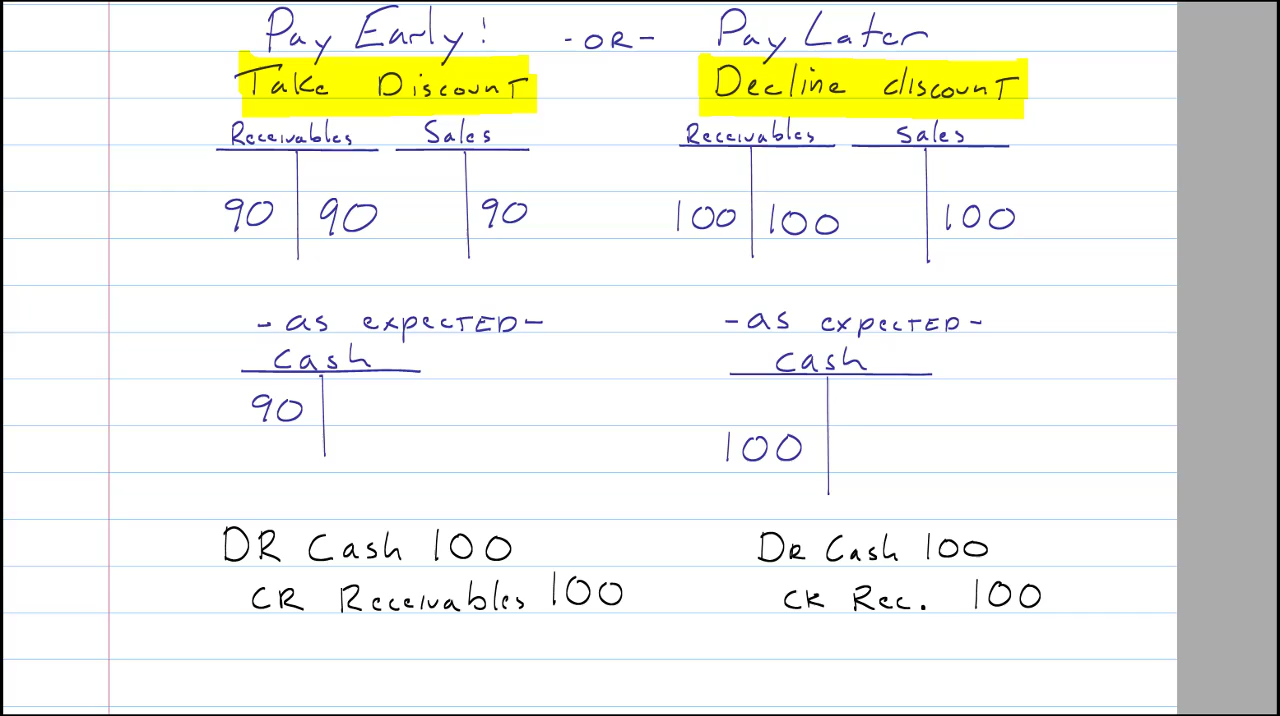 Pay Early! -OR- Pay Later
Take Discount Decline discount
Receivables Sales Receivables Sales
90 90 90 100 100 100
-as expected- -as expected-
Cash Cash
90
100
DR Cash 100 DR Cash 100
CR Receivables 100 CR Rec. 100